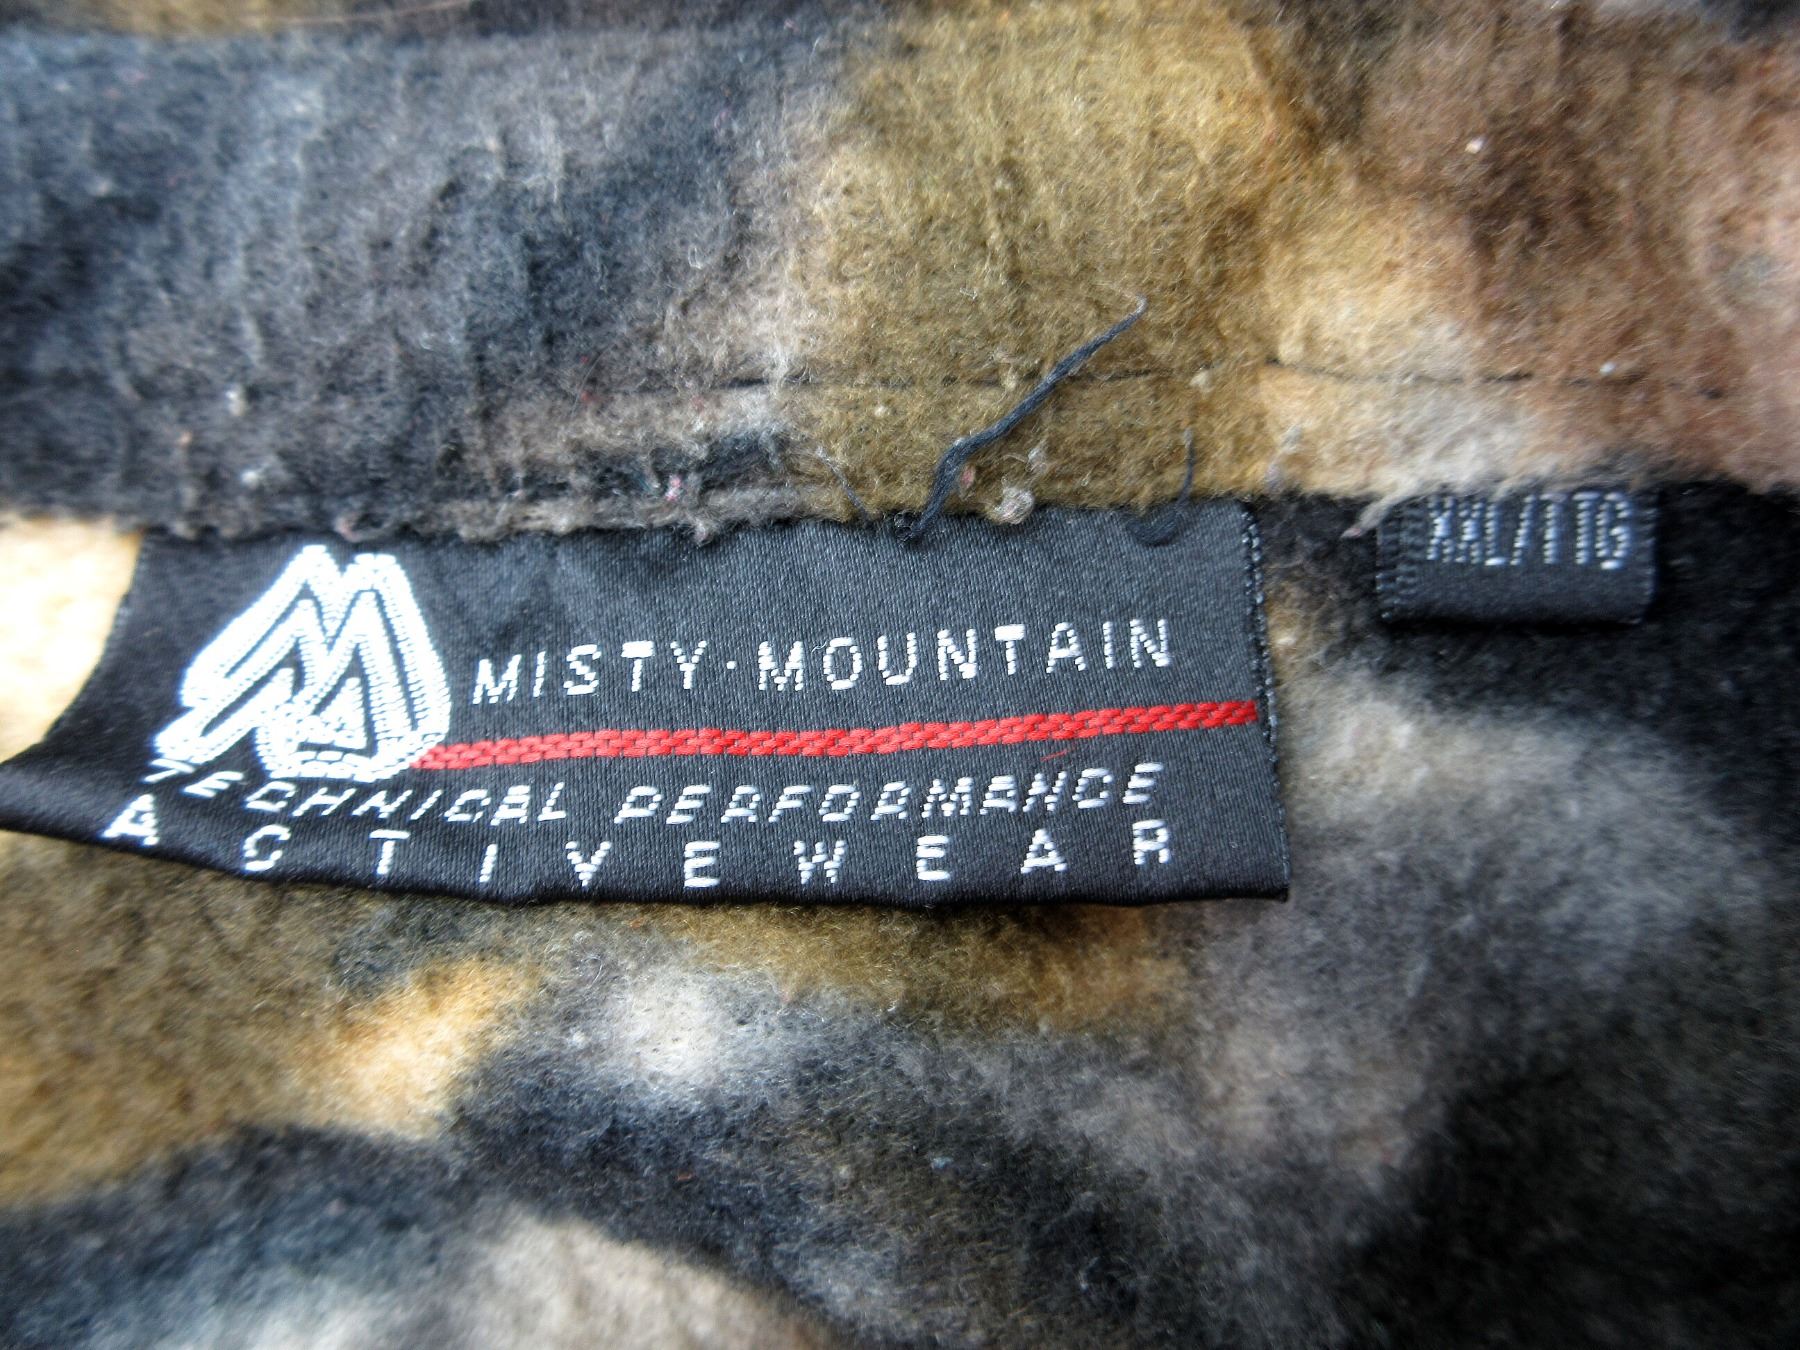 MISTY·MOUNTAIN
TECHNICAL PERFORMANCE
ACTIVEWEAR
XXL/TTG